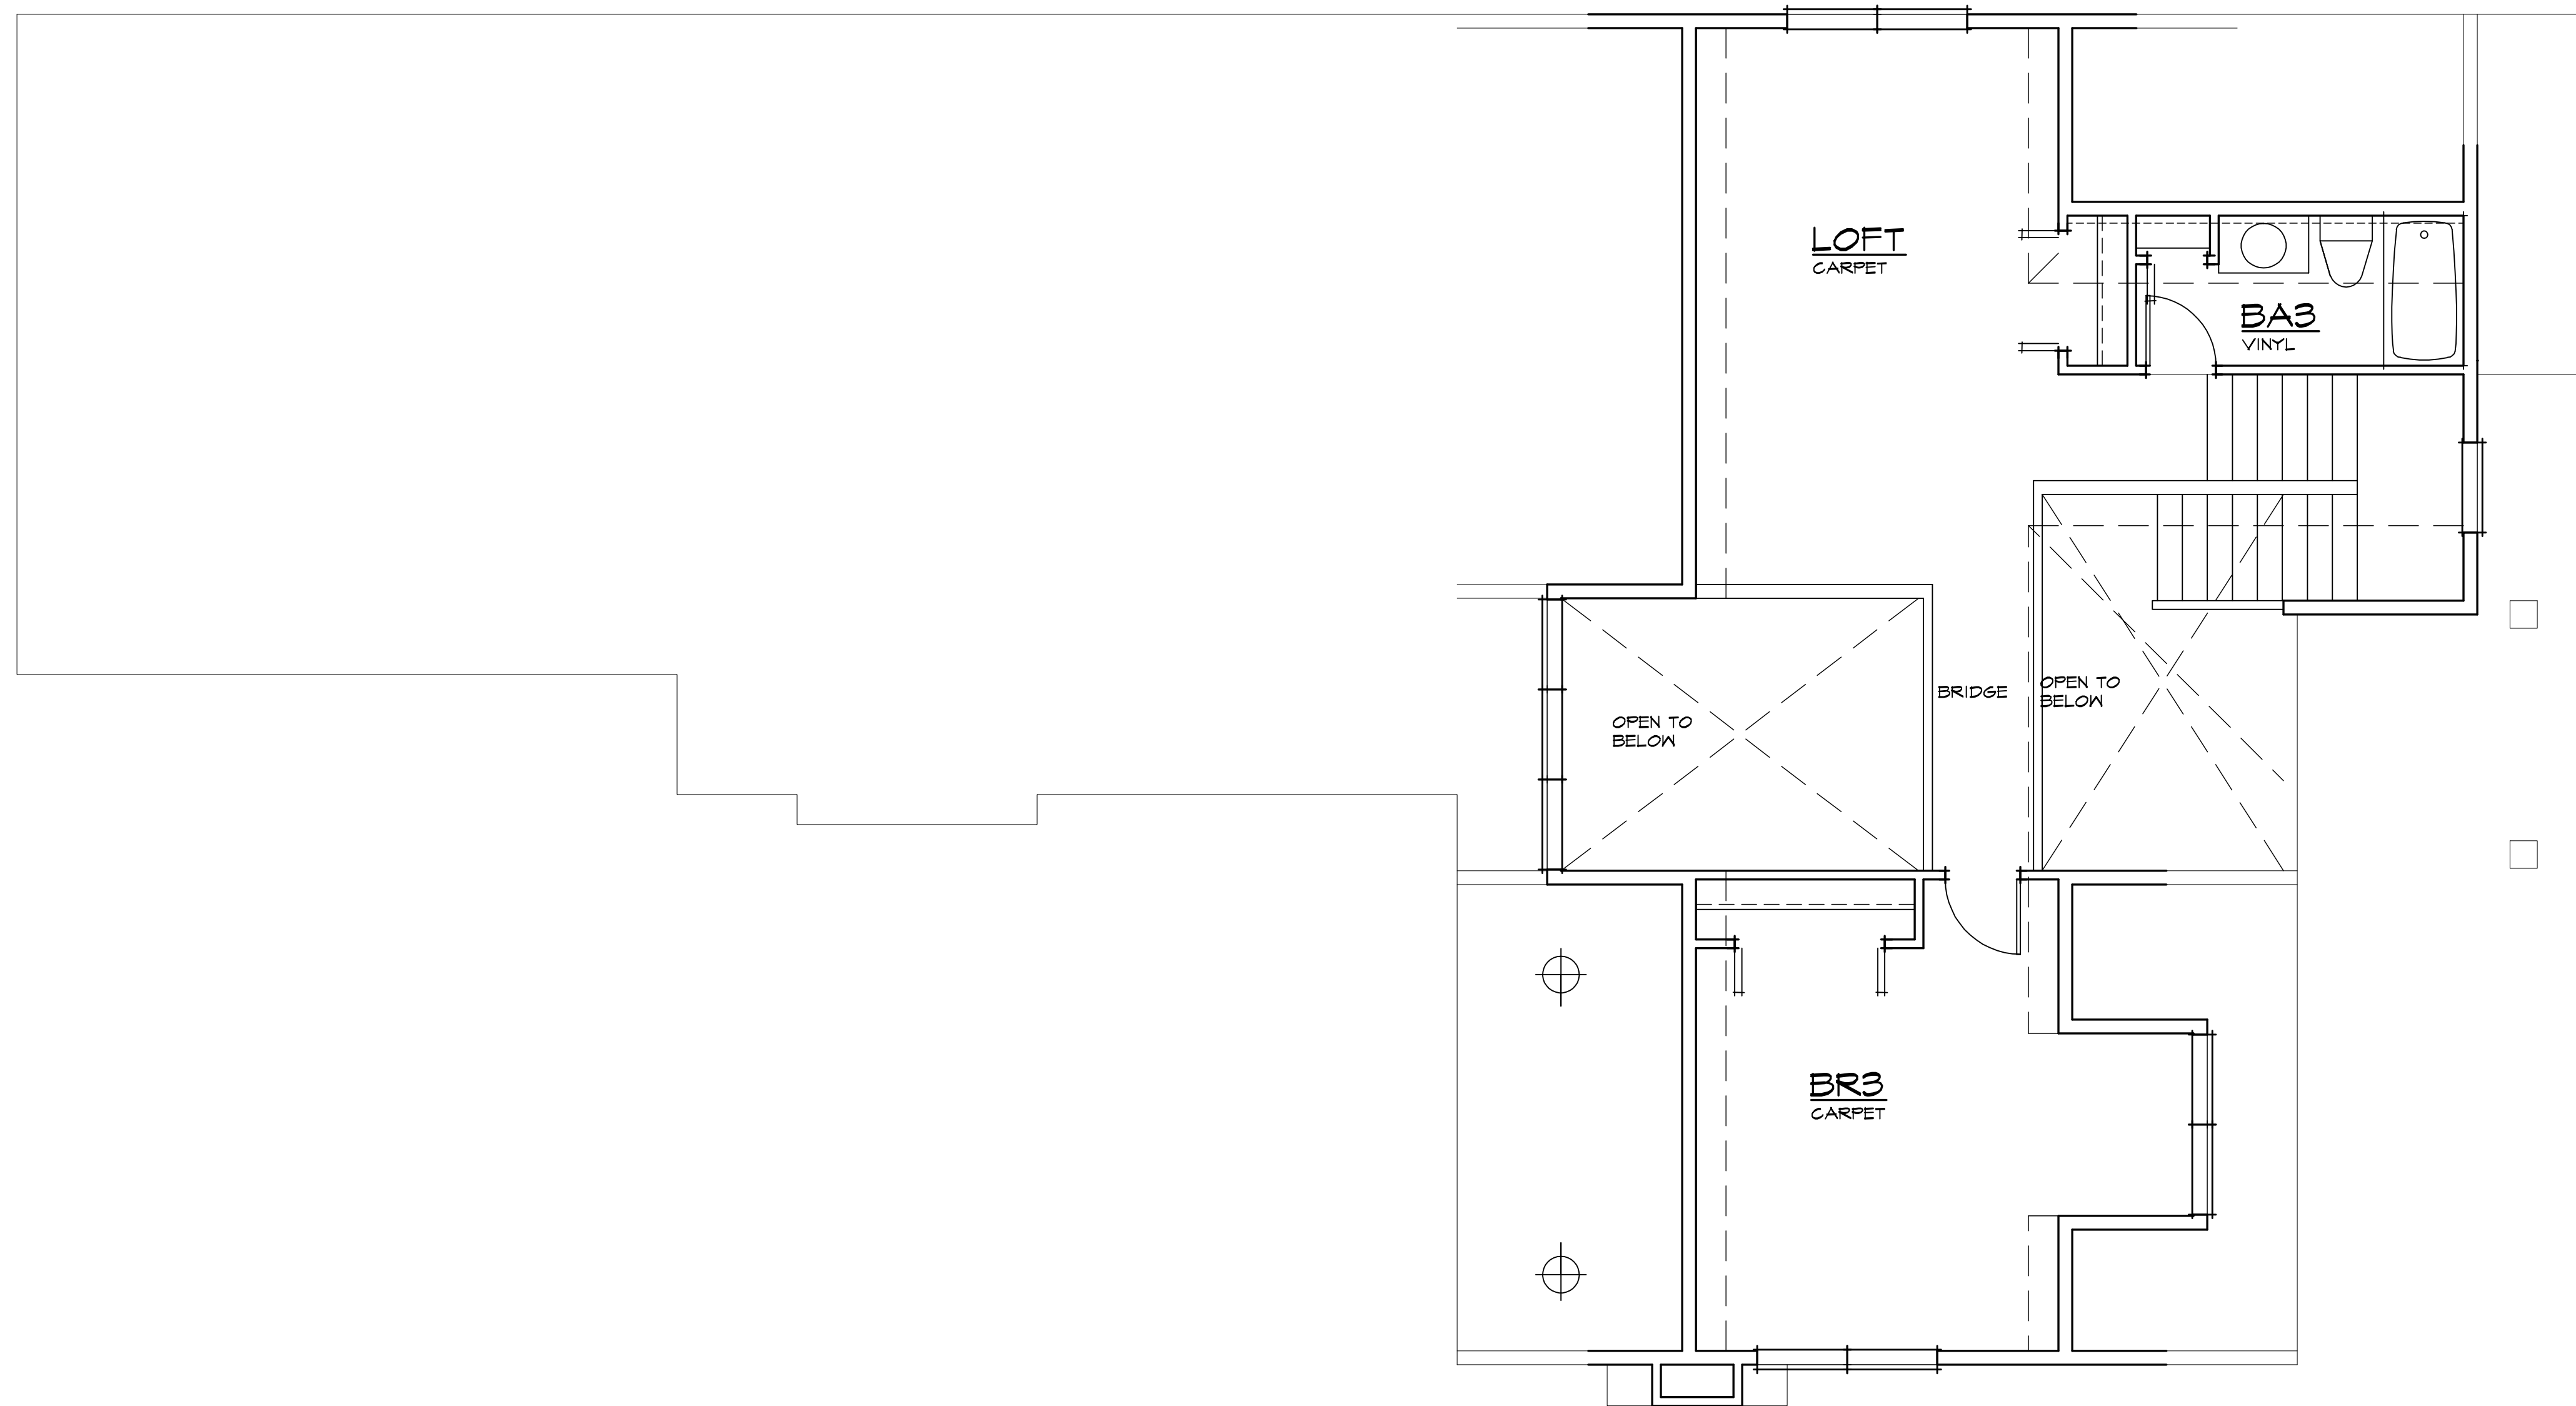 LOFT
CARPET
BA3
VINYL
OPEN TO
BELOW
BRIDGE
OPEN TO
BELOW
BR3
CARPET